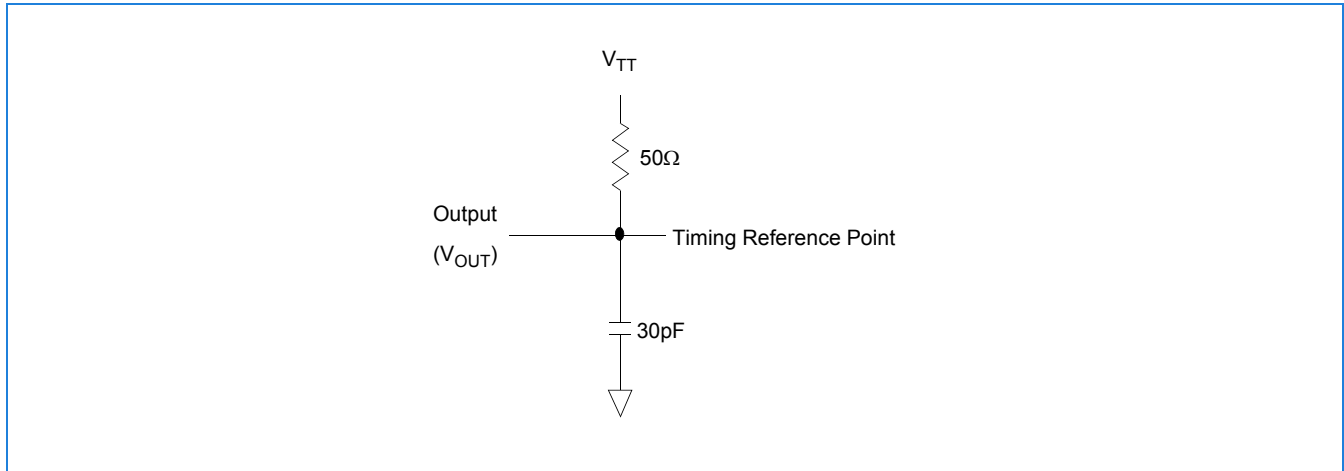 V_TT
50Ω
Output
(V_OUT)
Timing Reference Point
30pF